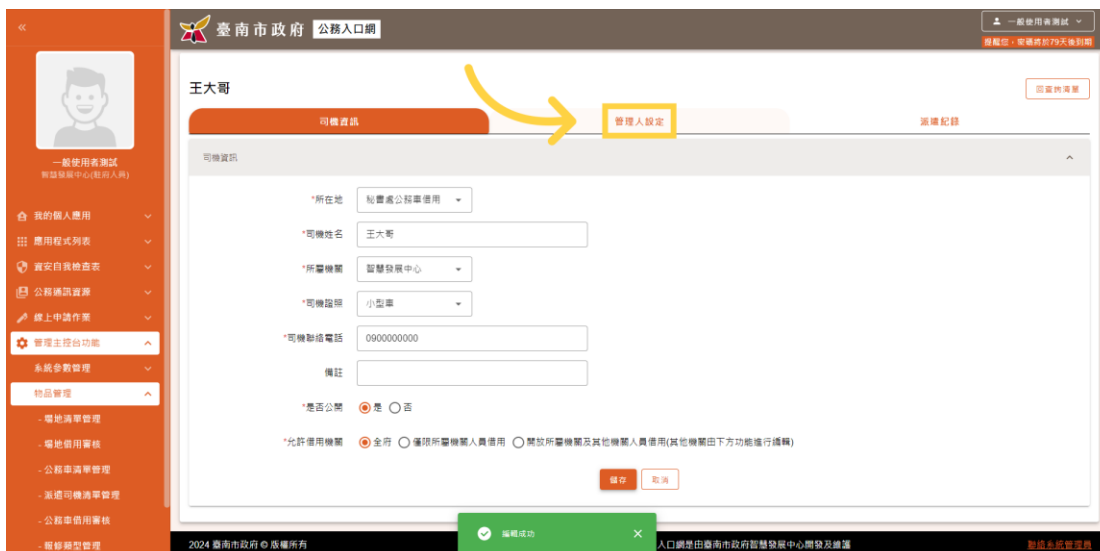 臺南市政府 公務入口網
一般使用者測試
提醒您，密碼將於79天後到期
王大哥
回查詢清單
司機資訊
管理人設定
派遣紀錄
司機資訊
一般使用者測試
智慧發展中心(駐府人員)
我的個人應用
應用程式列表
資安自我檢查表
公務通訊資源
線上申請作業
管理主控台功能
系統參數管理
物品管理
- 場地清單管理
- 場地借用審核
- 公務車清單管理
- 派遣司機清單管理
- 公務車借用審核
- 報修類型管理
*所在地 秘書處公務車借用
*司機姓名 王大哥
*所屬機關 智慧發展中心
*司機證照 小型車
*司機聯絡電話 0900000000
備註
*是否公開 是 否
*允許借用機關 全府 僅限所屬機關人員借用 開放所屬機關及其他機關人員借用(其他機關由下方功能進行編輯)
儲存 取消
編輯成功
2024 臺南市政府 © 版權所有
入口網是由臺南市政府智慧發展中心開發及維護
聯絡系統管理員